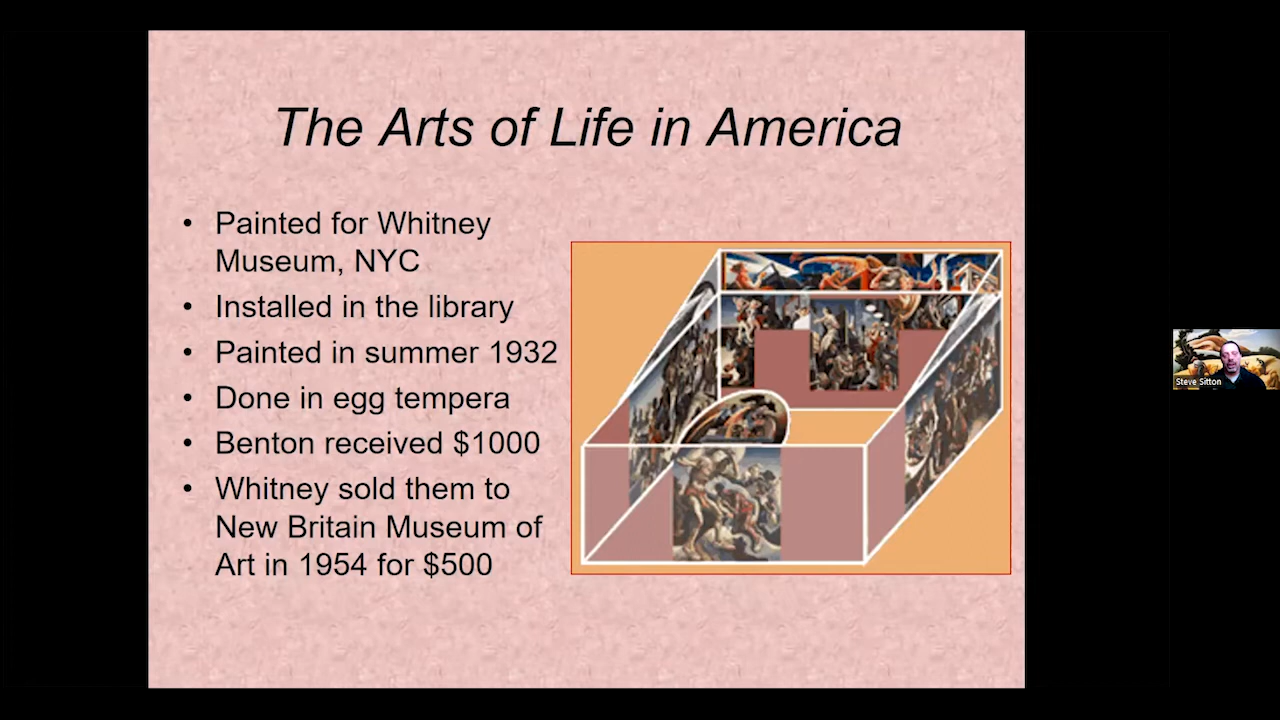 The Arts of Life in America
• Painted for Whitney
Museum, NYC
• Installed in the library
• Painted in summer 1932
• Done in egg tempera
• Benton received $1000
• Whitney sold them to
New Britain Museum of
Art in 1954 for $500
Steve Sitton